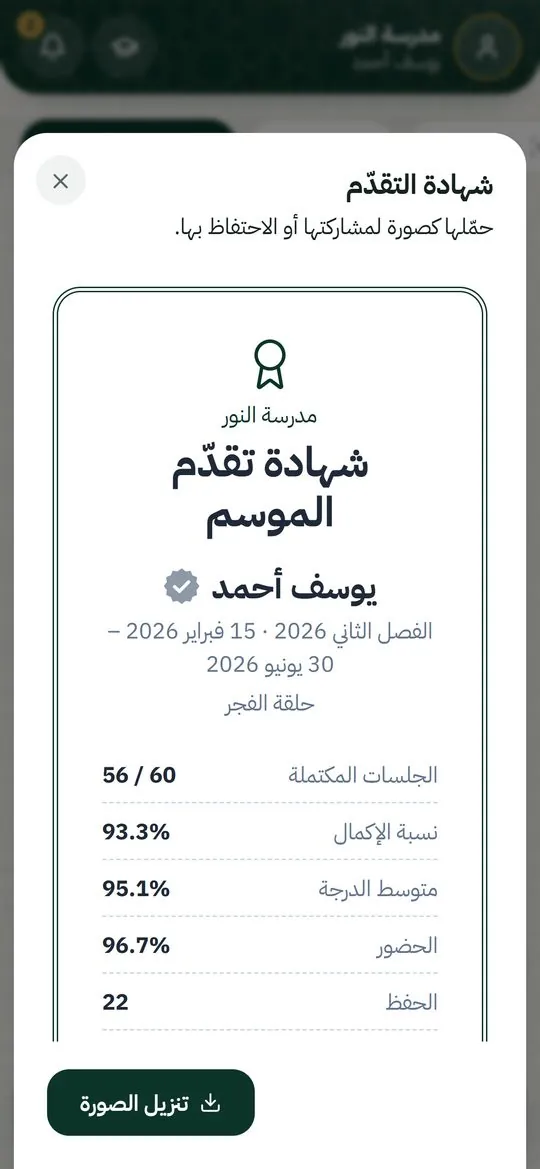 مدرسة النور
يوسف أحمد
شهادة التقدّم
حمّلها كصورة لمشاركتها أو الاحتفاظ بها.
مدرسة النور
شهادة تقدّم
الموسم
يوسف أحمد
الفصل الثاني 2026 · 15 فبراير 2026 –
30 يونيو 2026
حلقة الفجر
الجلسات المكتملة 56 / 60
نسبة الإكمال 93.3%
متوسط الدرجة 95.1%
الحضور 96.7%
الحفظ 22
تنزيل الصورة